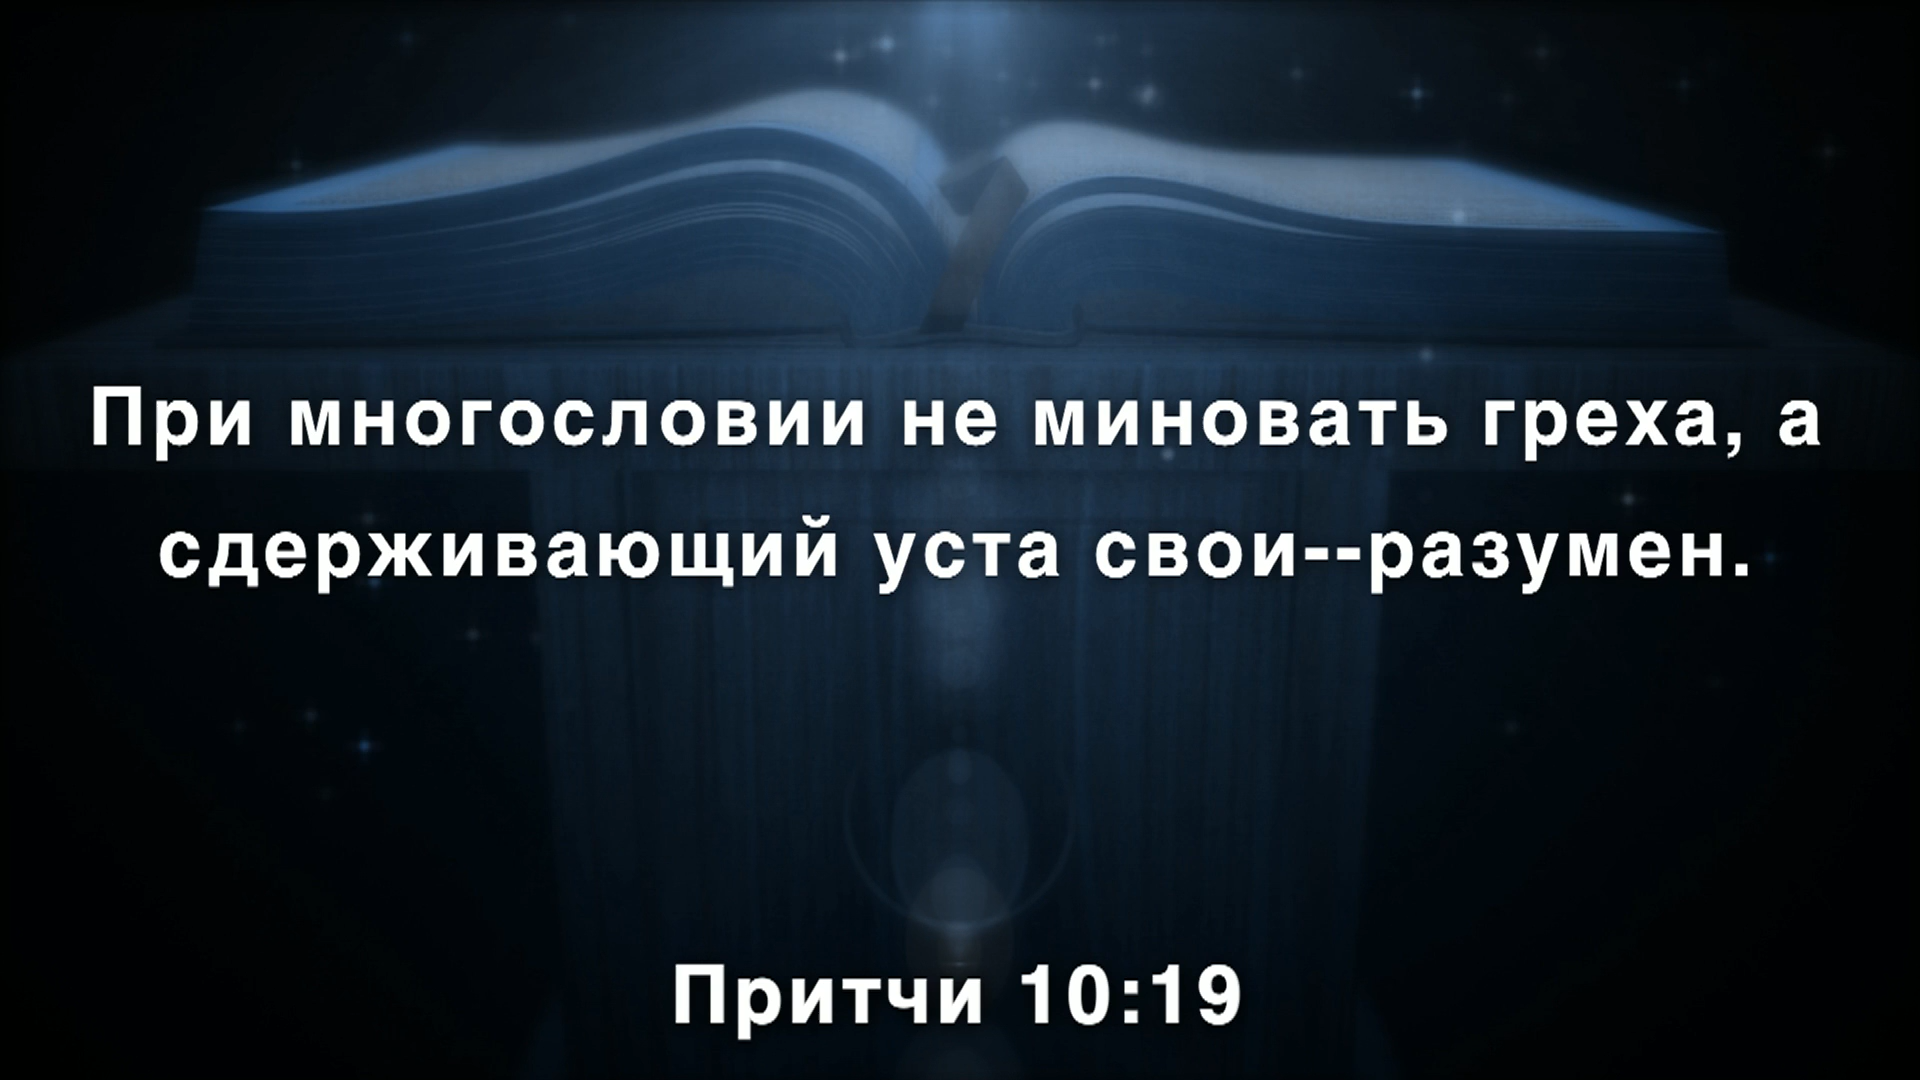 При многословии не миновать греха, а
сдерживающий уста свои--разумен.
Притчи 10:19